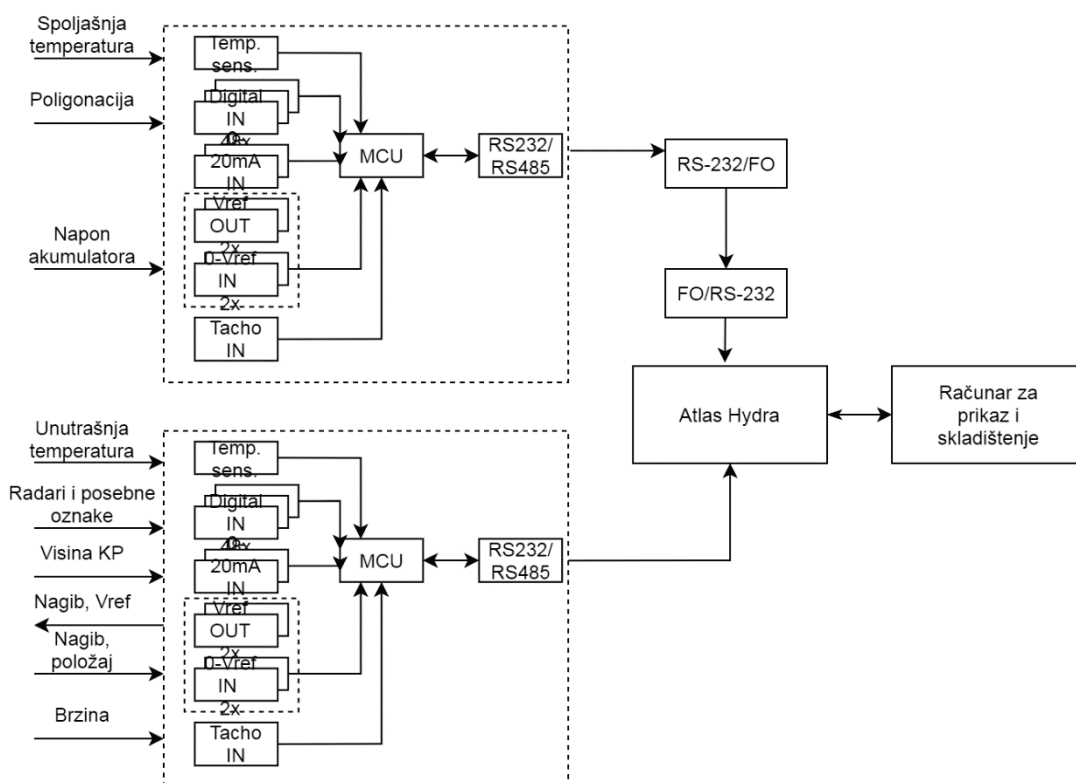 Spoljašnja
temperatura
Poligonacija
Napon
akumulatora
Temp.
sens.
Digital
IN
20mA
IN
Vref
OUT
2x
0-Vref
IN
2x
Tacho
IN
MCU
RS232/
RS485
RS-232/FO
FO/RS-232
Atlas Hydra
Računar za
prikaz i
skladištenje
Unutrašnja
temperatura
Radari i posebne
oznake
Visina KP
Nagib, Vref
Nagib,
položaj
Brzina
Temp.
sens.
Digital
IN
20mA
IN
Vref
OUT
2x
0-Vref
IN
2x
Tacho
IN
MCU
RS232/
RS485